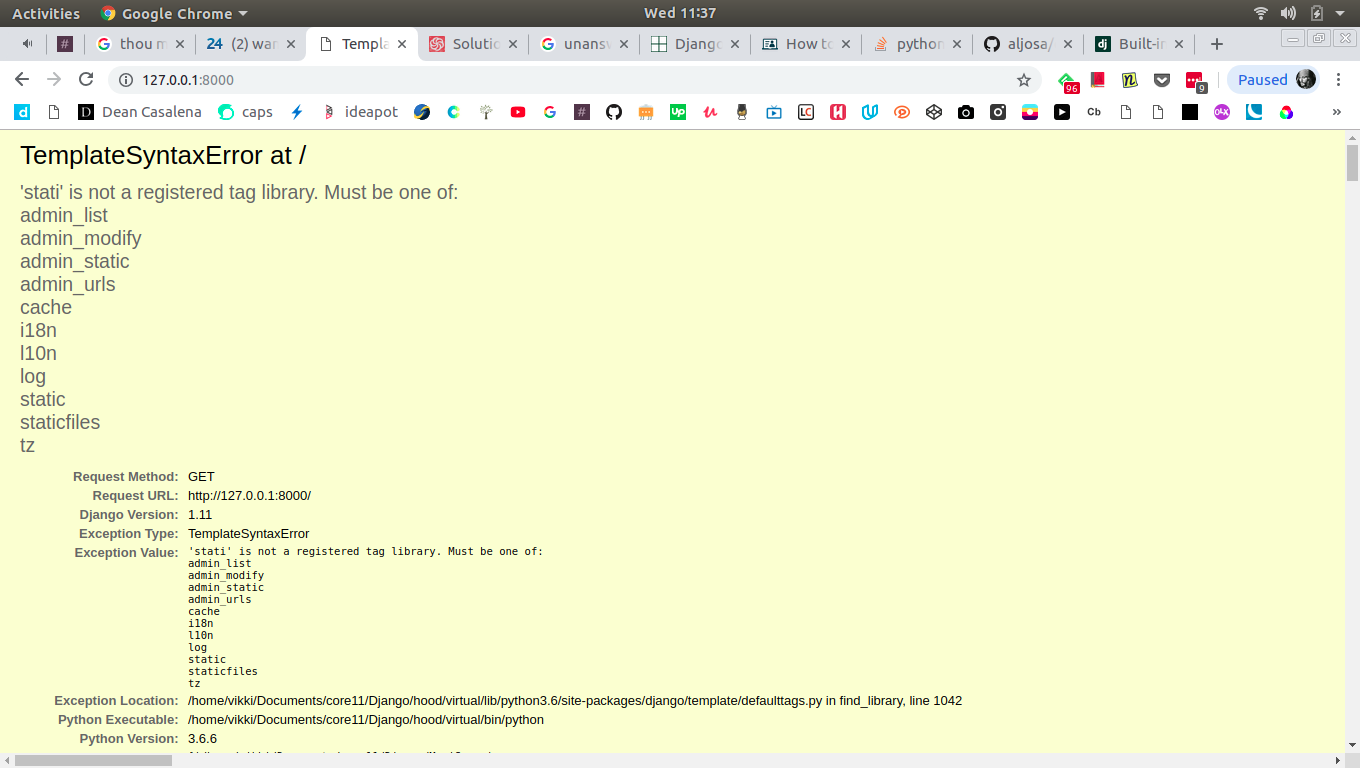 Activities
Google Chrome
Wed 11:37
#
thou m
24 (2) war
Templa
Solutio
unansv
Django
How to
python
aljosa/
dj Built-in
127.0.0.1:8000
96
n
9
Paused
d
D Dean Casalena
caps
ideapot
#
up
LC
Cb
OLX
»
TemplateSyntaxError at /
'stati' is not a registered tag library. Must be one of:
admin_list
admin_modify
admin_static
admin_urls
cache
i18n
l10n
log
static
staticfiles
tz
Request Method: GET
Request URL: http://127.0.0.1:8000/
Django Version: 1.11
Exception Type: TemplateSyntaxError
Exception Value: 'stati' is not a registered tag library. Must be one of:
admin_list
admin_modify
admin_static
admin_urls
cache
i18n
l10n
log
static
staticfiles
tz
Exception Location: /home/vikki/Documents/core11/Django/hood/virtual/lib/python3.6/site-packages/django/template/defaulttags.py in find_library, line 1042
Python Executable: /home/vikki/Documents/core11/Django/hood/virtual/bin/python
Python Version: 3.6.6